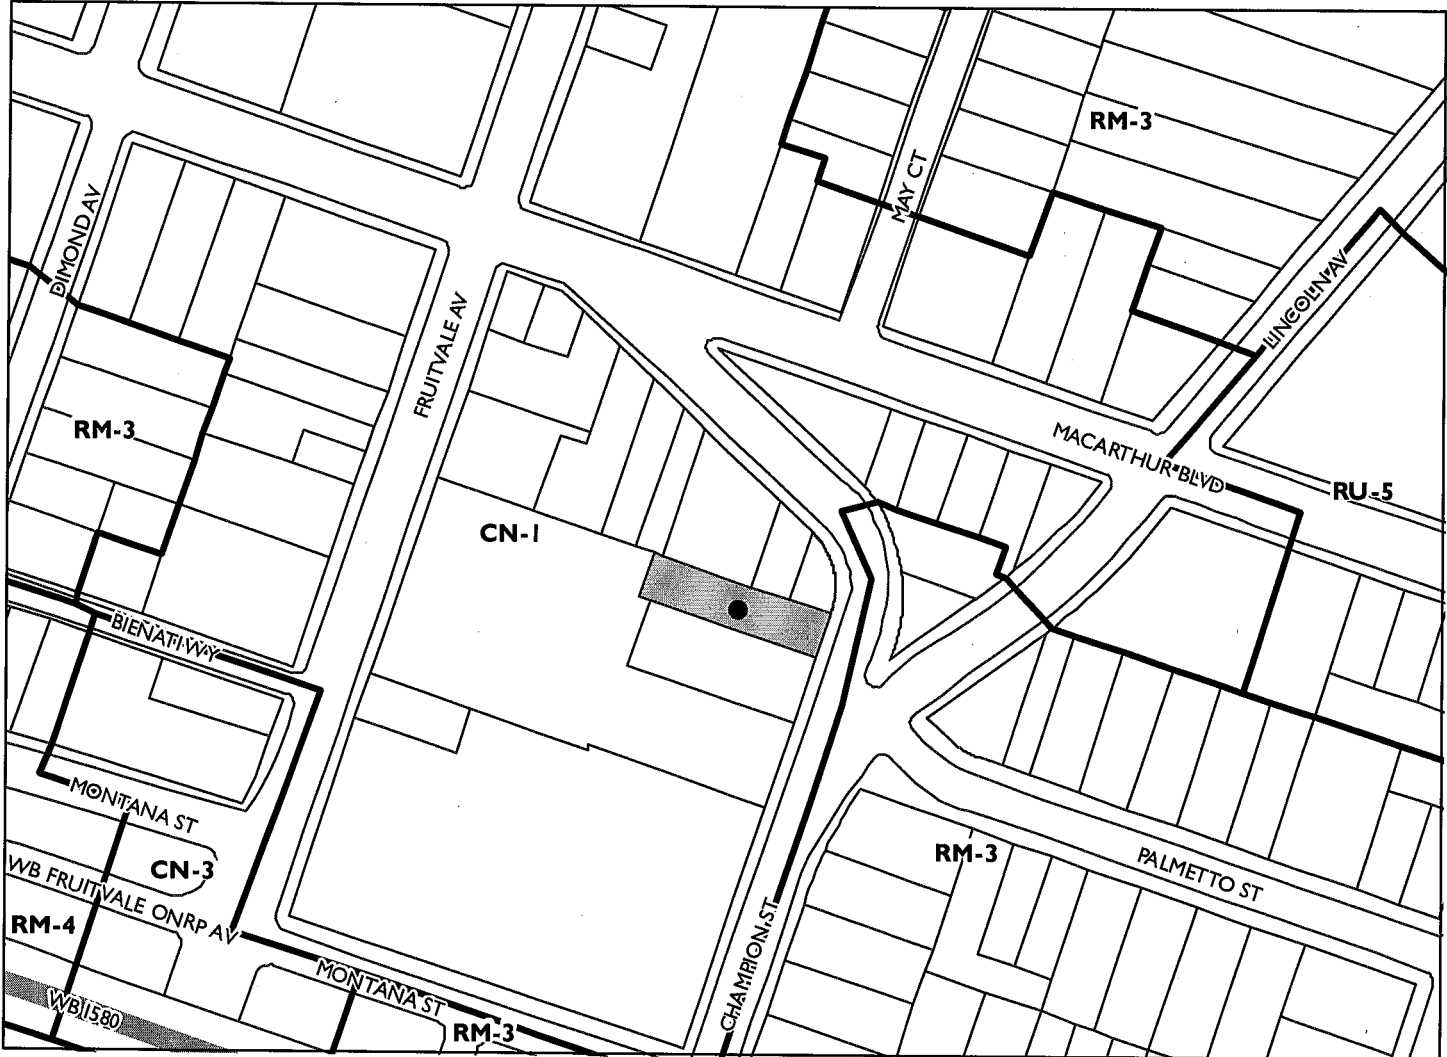 RM-3
MAY CT
DIMOND AV
LINCOLN AV
FRUITVALE AV
RM-3
MACARTHUR BLVD
RU-5
CN-1
BIENATI WY
MONTANA ST
CN-3
RM-3
PALMETTO ST
WB FRUITVALE ONRP AV
RM-4
CHAMPION ST
MONTANA ST
WB I580
RM-3